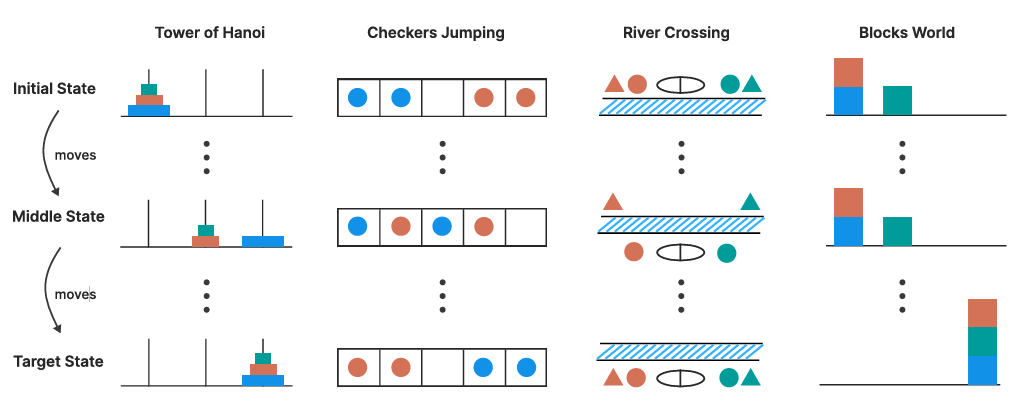 Tower of Hanoi
Checkers Jumping
River Crossing
Blocks World
Initial State
moves
Middle State
moves
Target State